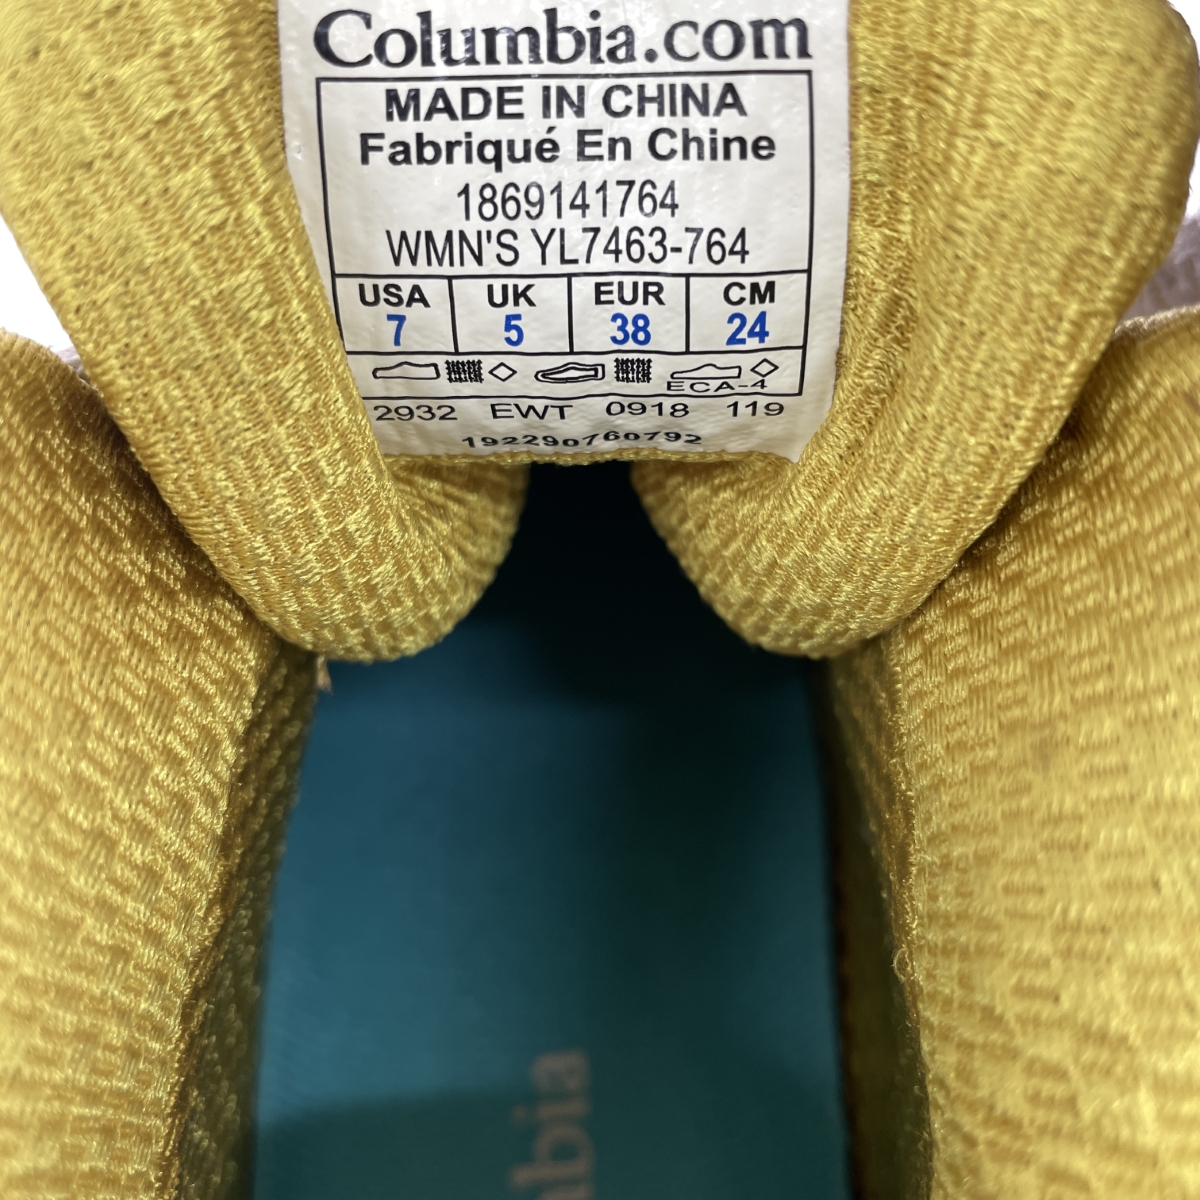 Columbia.com
MADE IN CHINA
Fabriqué En Chine
1869141764
WMN'S YL7463-764
USA UK EUR CM
7 5 38 24
ECA-4
2932 EWT 0918 119
192290760792
mbia